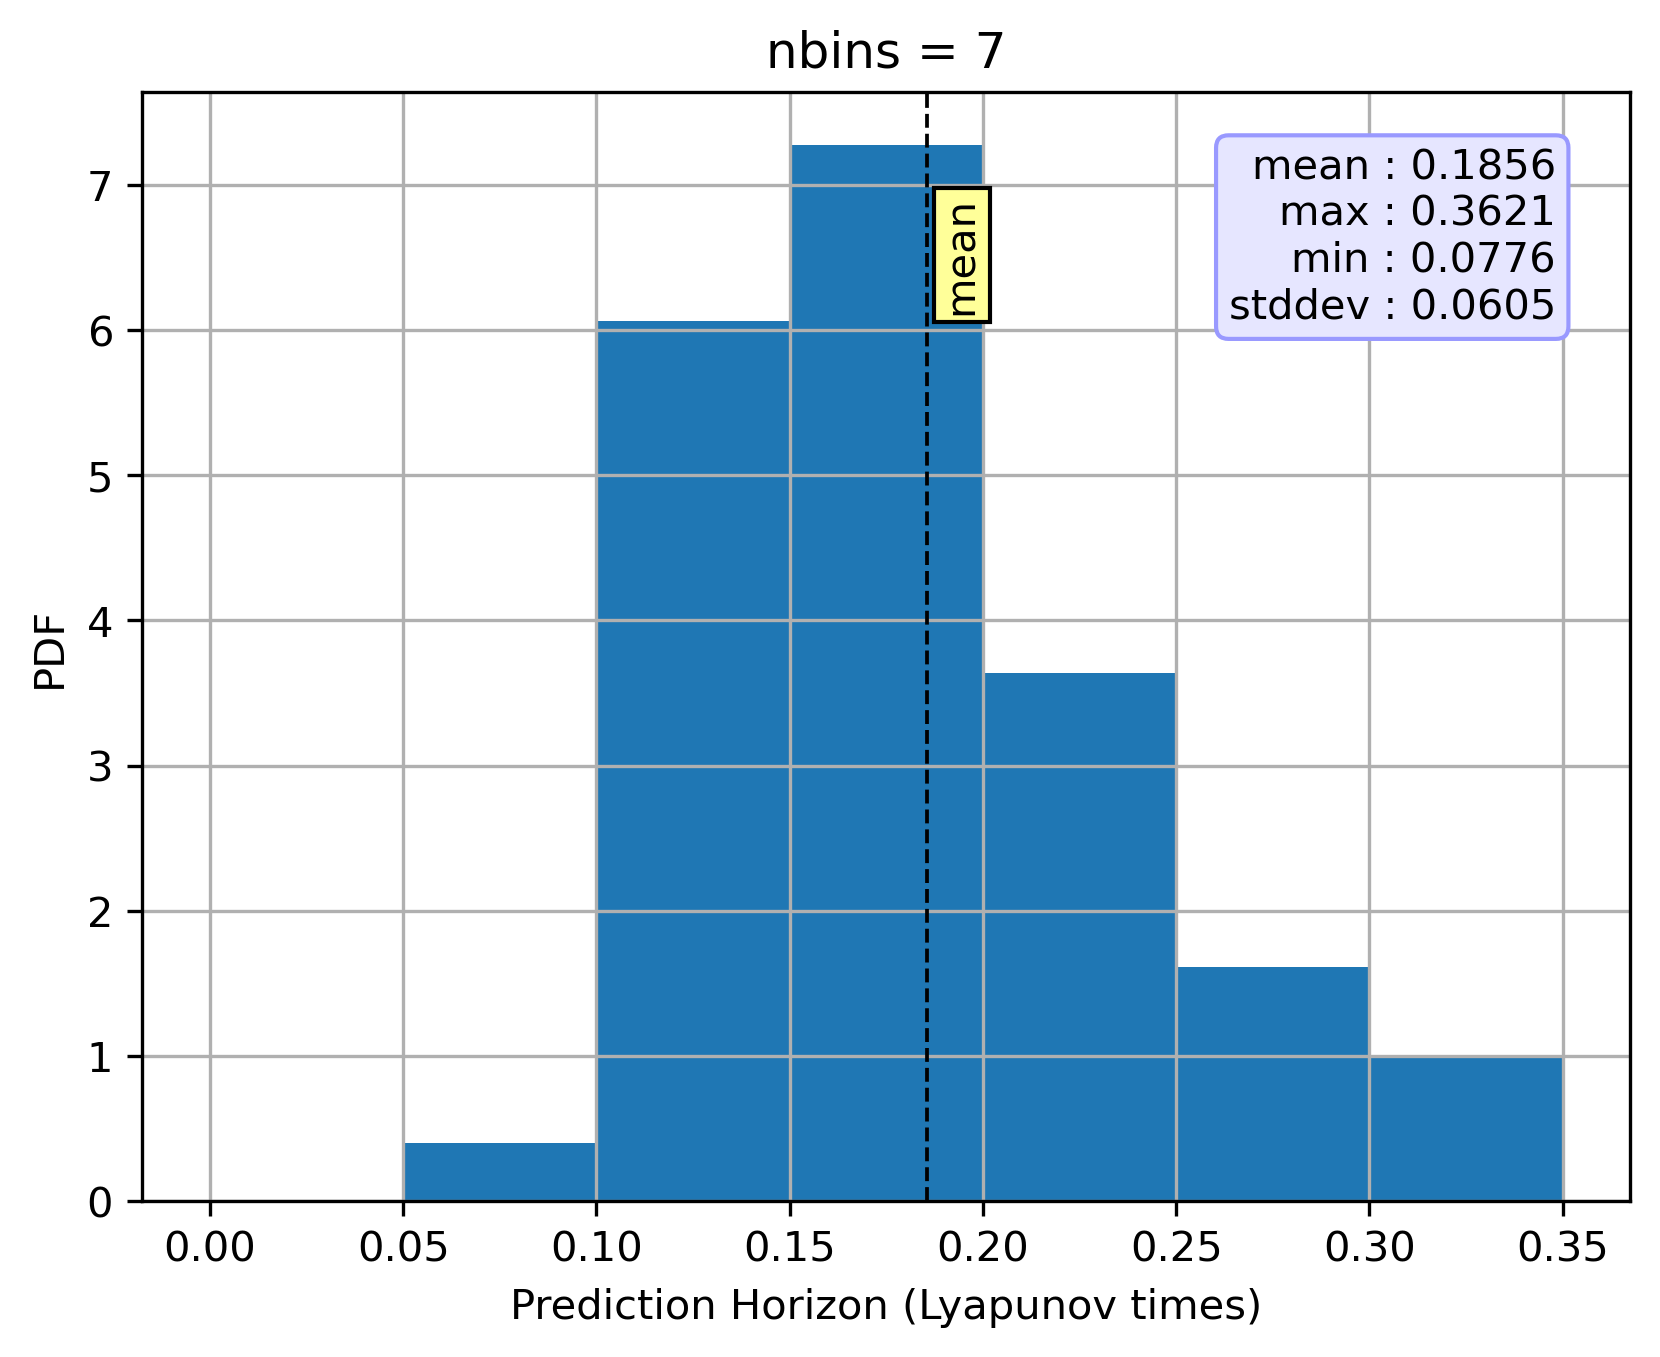 nbins = 7
mean : 0.1856
max : 0.3621
min : 0.0776
stddev : 0.0605
mean
7
6
5
4
3
2
1
0
PDF
0.00 0.05 0.10 0.15 0.20 0.25 0.30 0.35
Prediction Horizon (Lyapunov times)